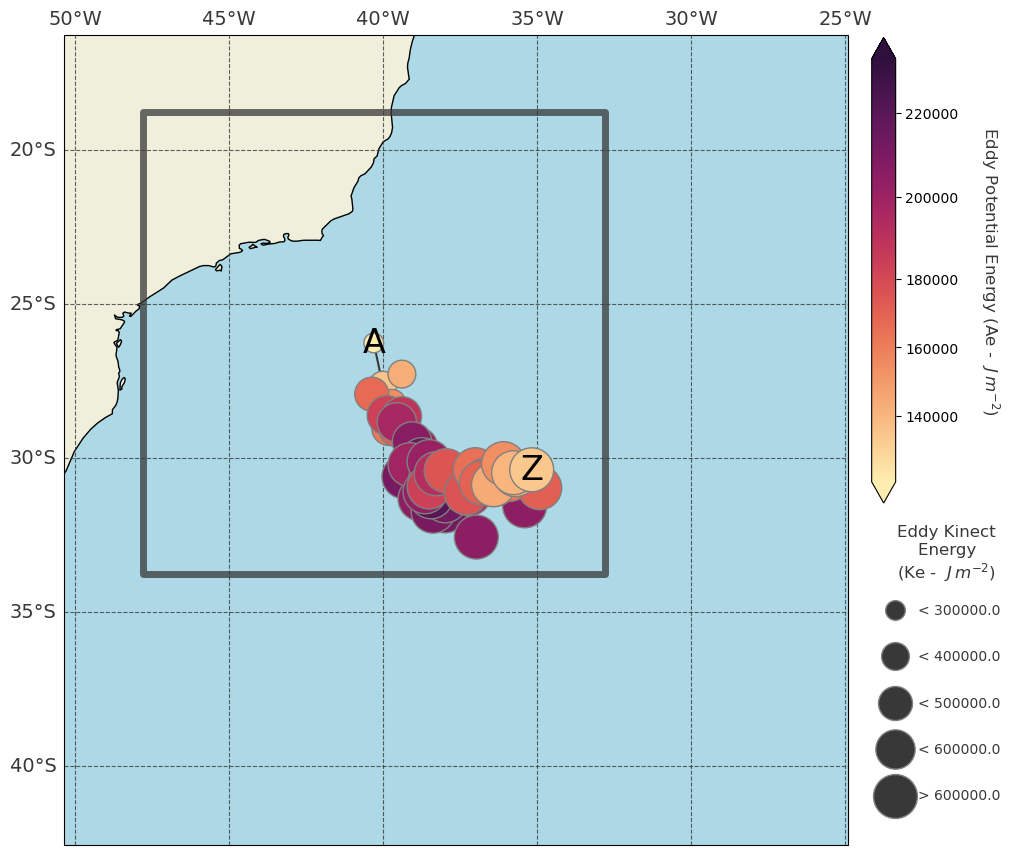 50°W 45°W 40°W 35°W 30°W 25°W
20°S
25°S
30°S
35°S
40°S
A
Z
220000
200000
180000
160000
140000
Eddy Potential Energy (Ae - J m⁻²)
Eddy Kinect
Energy
(Ke - J m⁻²)
< 300000.0
< 400000.0
< 500000.0
< 600000.0
> 600000.0